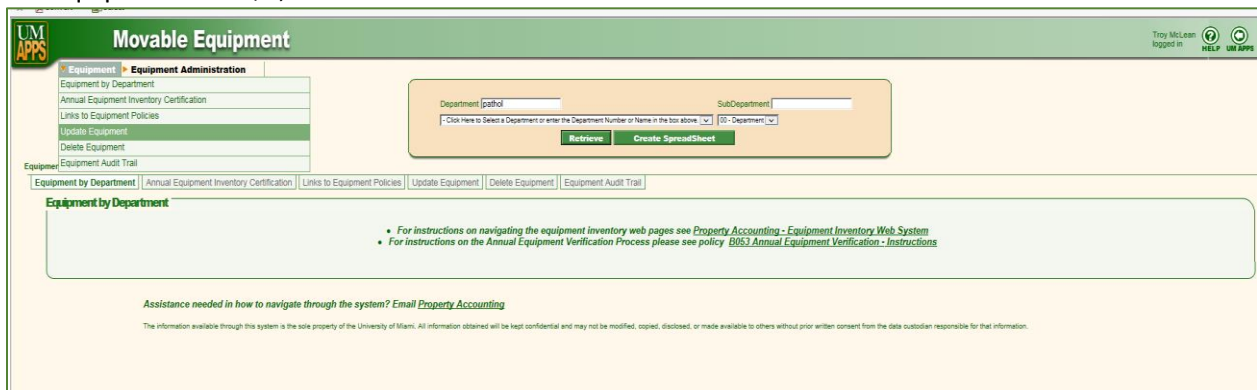 UM APPS
Movable Equipment
Troy McLean
logged in
HELP UM APPS
Equipment Equipment Administration
Equipment by Department
Annual Equipment Inventory Certification
Links to Equipment Policies
Update Equipment
Delete Equipment
Equipment Audit Trail
Department pathol SubDepartment
- Click Here to Select a Department or enter the Department Number or Name in the box above. 00 - Department
Retrieve Create SpreadSheet
Equipment by Department Annual Equipment Inventory Certification Links to Equipment Policies Update Equipment Delete Equipment Equipment Audit Trail
Equipment by Department
• For instructions on navigating the equipment inventory web pages see Property Accounting - Equipment Inventory Web System
• For instructions on the Annual Equipment Verification Process please see policy B053 Annual Equipment Verification - Instructions
Assistance needed in how to navigate through the system? Email Property Accounting
The information available through this system is the sole property of the University of Miami. All information obtained will be kept confidential and may not be modified, copied, disclosed, or made available to others without prior written consent from the data custodian responsible for that information.